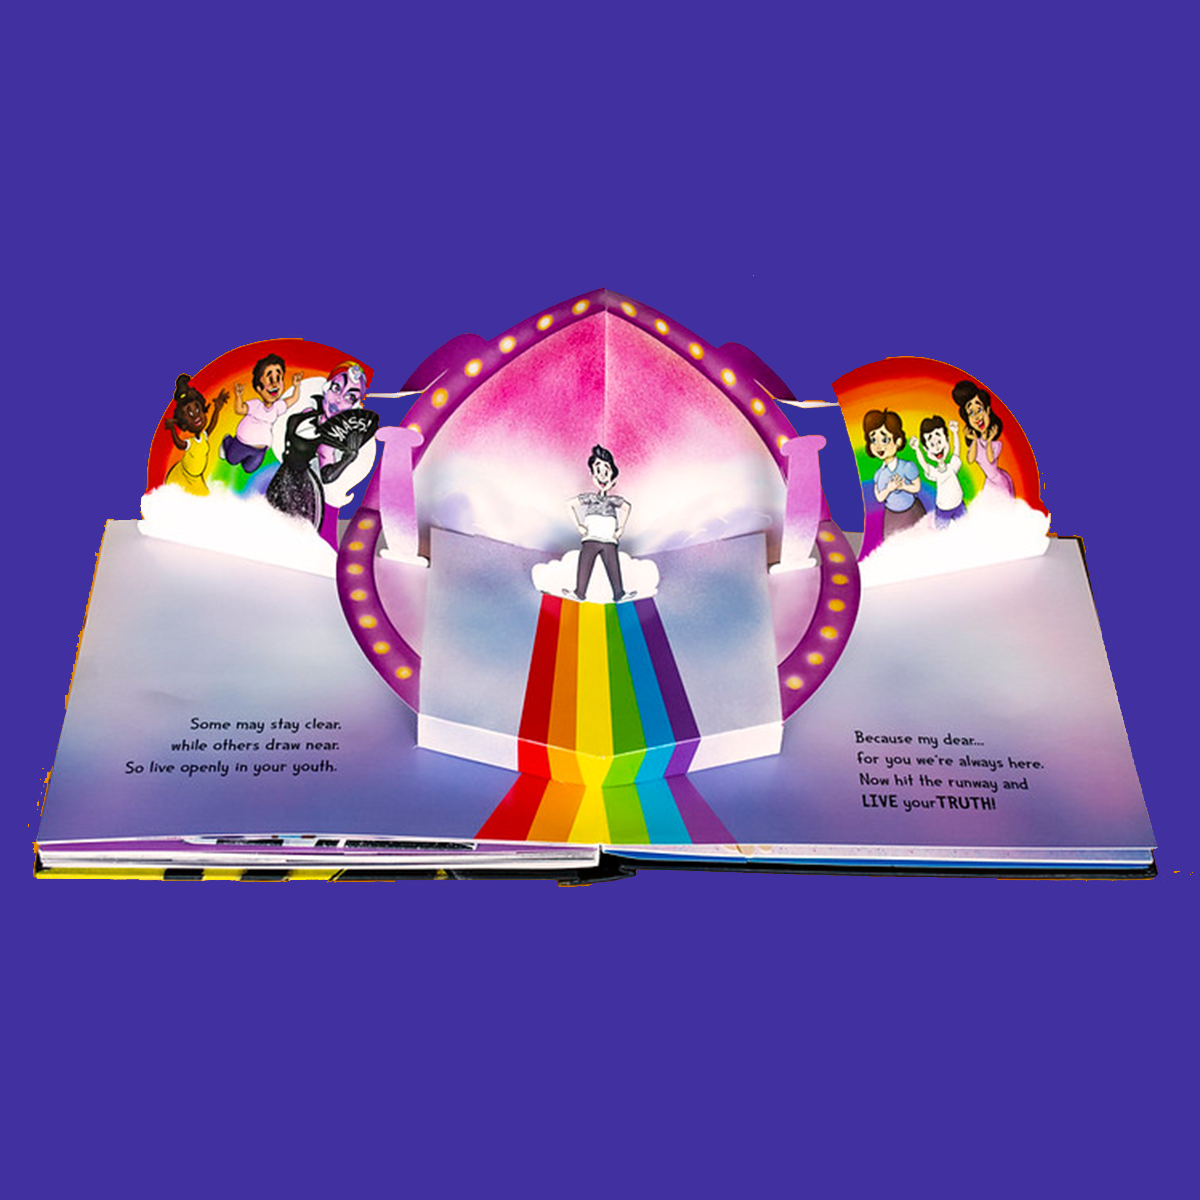 YAASS!
Some may stay clear,
while others draw near.
So live openly in your youth.
Because my dear...
for you we're always here.
Now hit the runway and
LIVE your TRUTH!